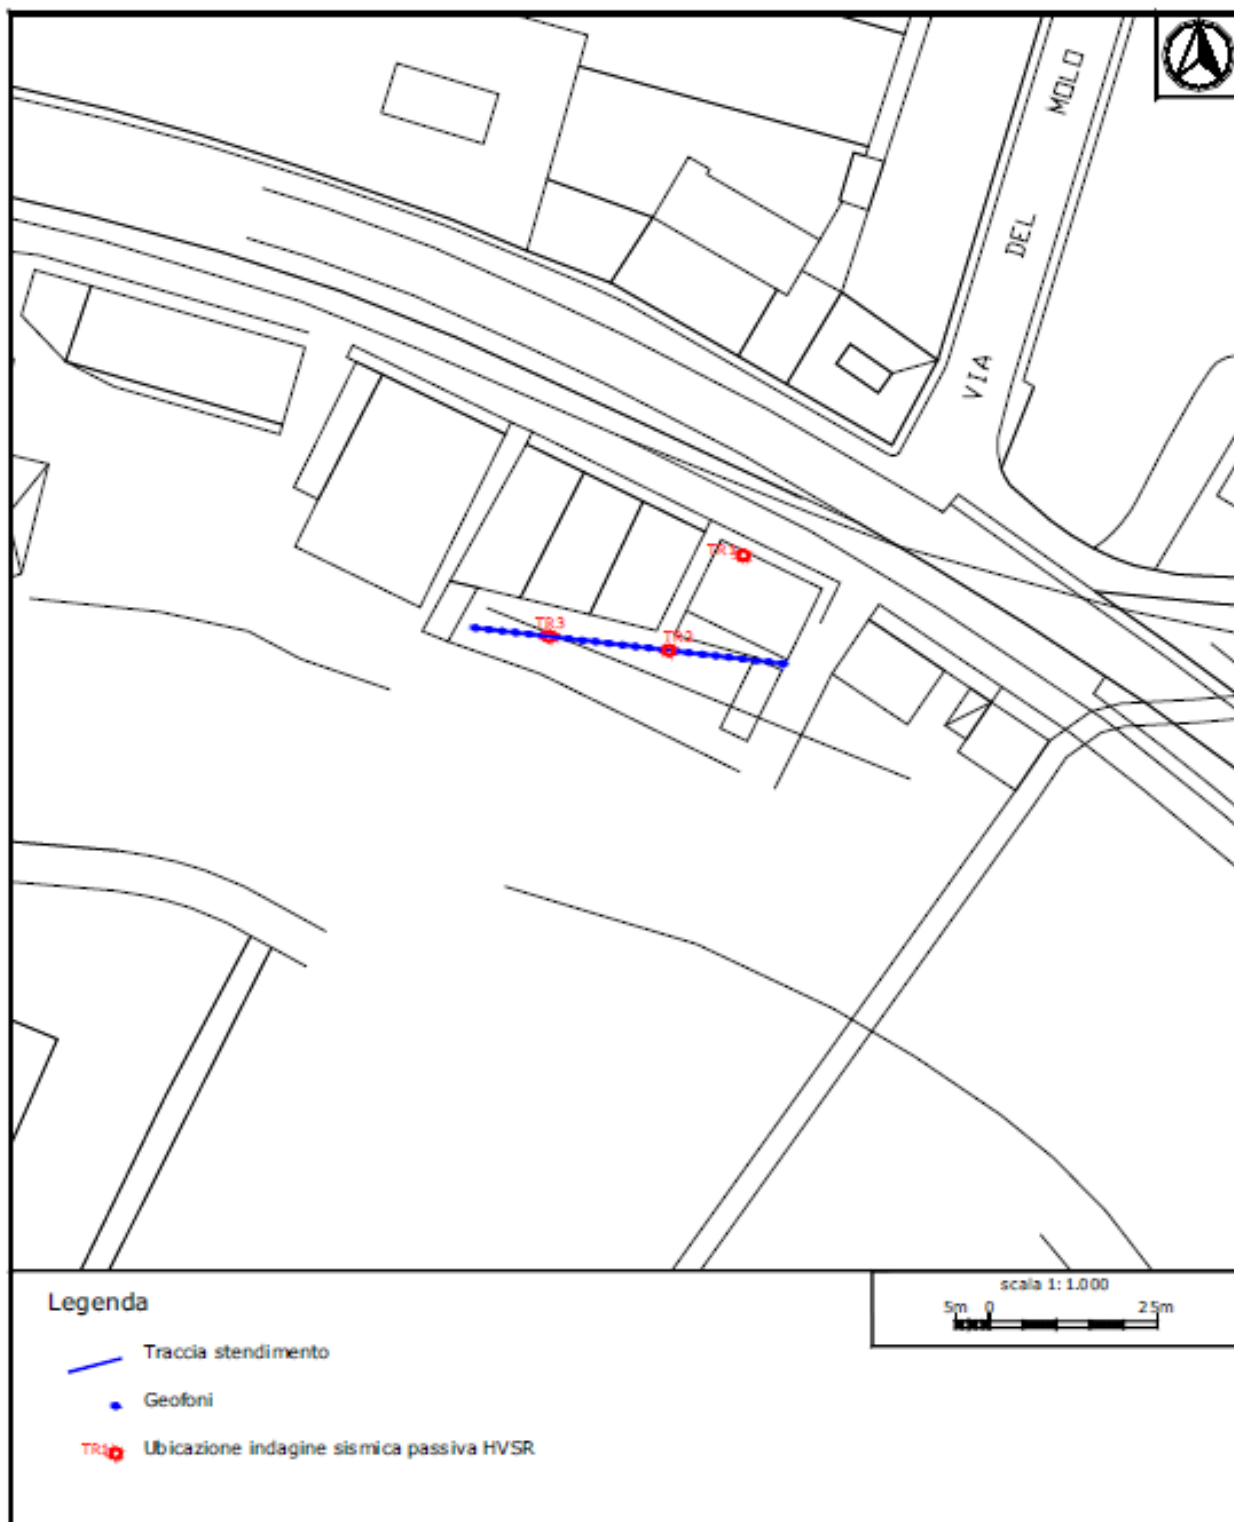 VIA DEL MOLO
TR1
TR3
TR2
Legenda
Traccia stendimento
Geofoni
TR1
Ubicazione indagine sismica passiva HVSR
scala 1: 1.000
5m 0 25m